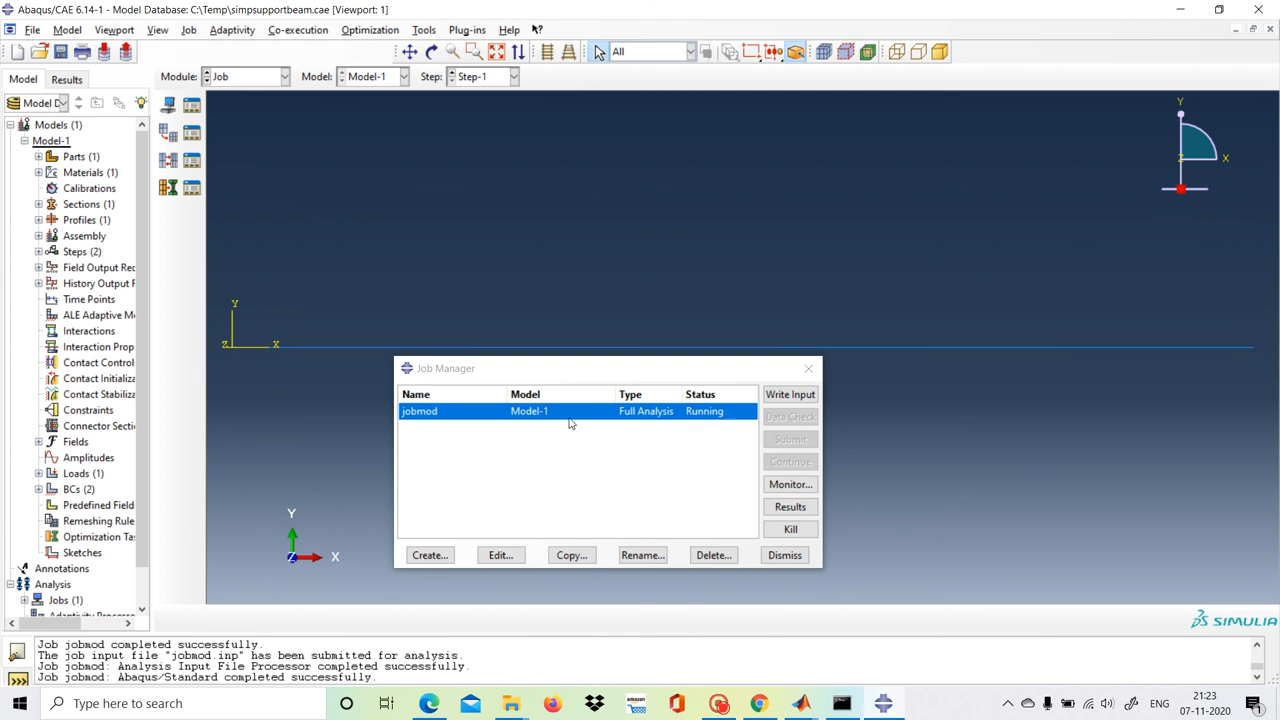 Abaqus/CAE 6.14-1 - Model Database: C:\Temp\simpsupportbeam.cae [Viewport: 1]
File Model Viewport View Job Adaptivity Co-execution Optimization Tools Plug-ins Help
All
Model Results Module: Job Model: Model-1 Step: Step-1
Model D
Models (1)
Model-1
Parts (1)
Materials (1)
Calibrations
Sections (1)
Profiles (1)
Assembly
Steps (2)
Field Output Rec
History Output R
Time Points
ALE Adaptive M
Interactions
Interaction Prop
Contact Control
Contact Initializa
Contact Stabiliza
Constraints
Connector Secti
Fields
Amplitudes
Loads (1)
BCs (2)
Predefined Field
Remeshing Rule
Optimization Ta
Sketches
Annotations
Analysis
Jobs (1)
Adaptivity Processe
Y
Z X
Y
Z X
Y
Z X
Job Manager
Name Model Type Status
jobmod Model-1 Full Analysis Running
Write Input
Data Check
Submit
Continue
Monitor...
Results
Kill
Create... Edit... Copy... Rename... Delete... Dismiss
SIMULIA
Job jobmod completed successfully.
The job input file "jobmod.inp" has been submitted for analysis.
Job jobmod: Analysis Input File Processor completed successfully.
Job jobmod: Abaqus/Standard completed successfully.
>>>
Type here to search
amazon
ENG
21:23
07-11-2020
1